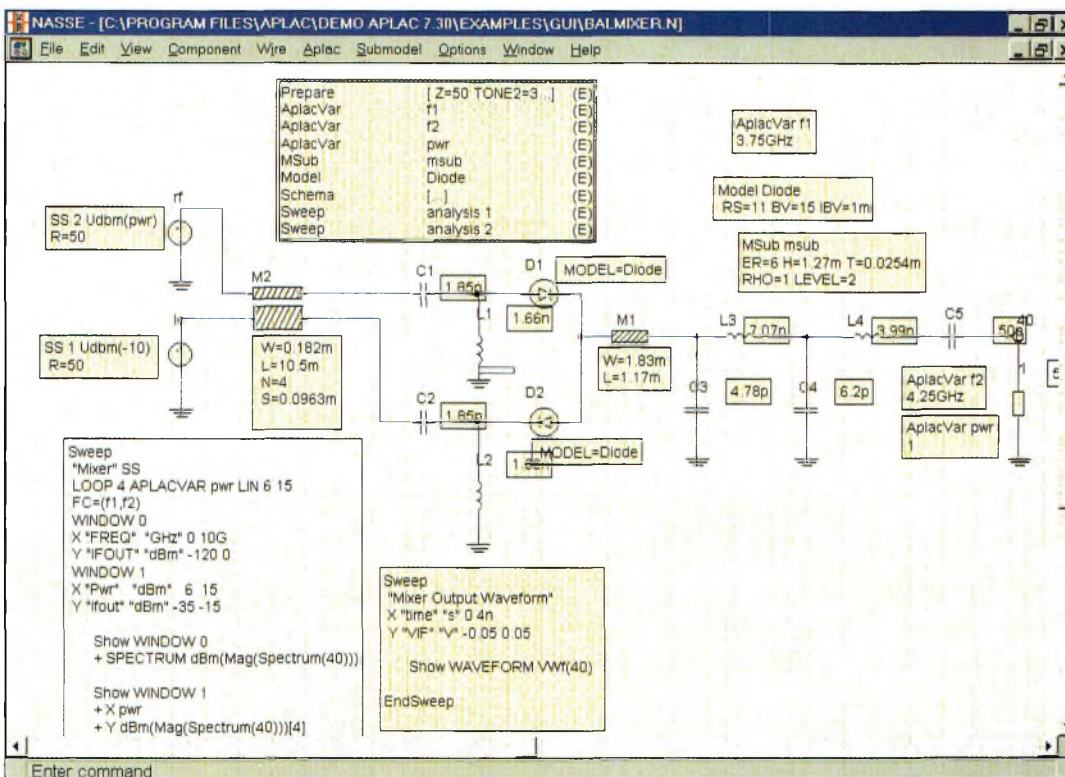 NASSE - [C:\PROGRAM FILES\APLAC\DEMO APLAC 7.30\EXAMPLES\GUI\BALMIXER.N]
File Edit View Component Wire Aplac Submodel Options Window Help
Prepare [ Z=50 TONE2=3...] (E)
AplacVar f1 (E)
AplacVar f2 (E)
AplacVar pwr (E)
MSub msub (E)
Model Diode (E)
Schema [...] (E)
Sweep analysis 1 (E)
Sweep analysis 2 (E)
AplacVar f1
3.75GHz
Model Diode
RS=11 BV=15 IBV=1m
MSub msub
ER=6 H=1.27m T=0.0254m
RHO=1 LEVEL=2
rf
SS 2 Udbm(pwr)
R=50
lo
SS 1 Udbm(-10)
R=50
M2
W=0.182m
L=10.5m
N=4
S=0.0963m
C1
1.85p
L1
1.66n
D1
MODEL=Diode
C2
1.85p
L2
D2
MODEL=Diode
M1
W=1.83m
L=1.17m
L3
7.07n
L4
3.99n
C5
50p
40
C3
4.78p
C4
6.2p
r1
AplacVar f2
4.25GHz
AplacVar pwr
1
Sweep
"Mixer" SS
LOOP 4 APLACVAR pwr LIN 6 15
FC=(f1,f2)
WINDOW 0
X "FREQ" "GHz" 0 10G
Y "IFOUT" "dBm" -120 0
WINDOW 1
X "Pwr" "dBm" 6 15
Y "Ifout" "dBm" -35 -15
Show WINDOW 0
+ SPECTRUM dBm(Mag(Spectrum(40)))
Show WINDOW 1
+ X pwr
+ Y dBm(Mag(Spectrum(40)))[4]
Sweep
"Mixer Output Waveform"
X "time" "s" 0 4n
Y "VIF" "V" -0.05 0.05
Show WAVEFORM VWf(40)
EndSweep
Enter command